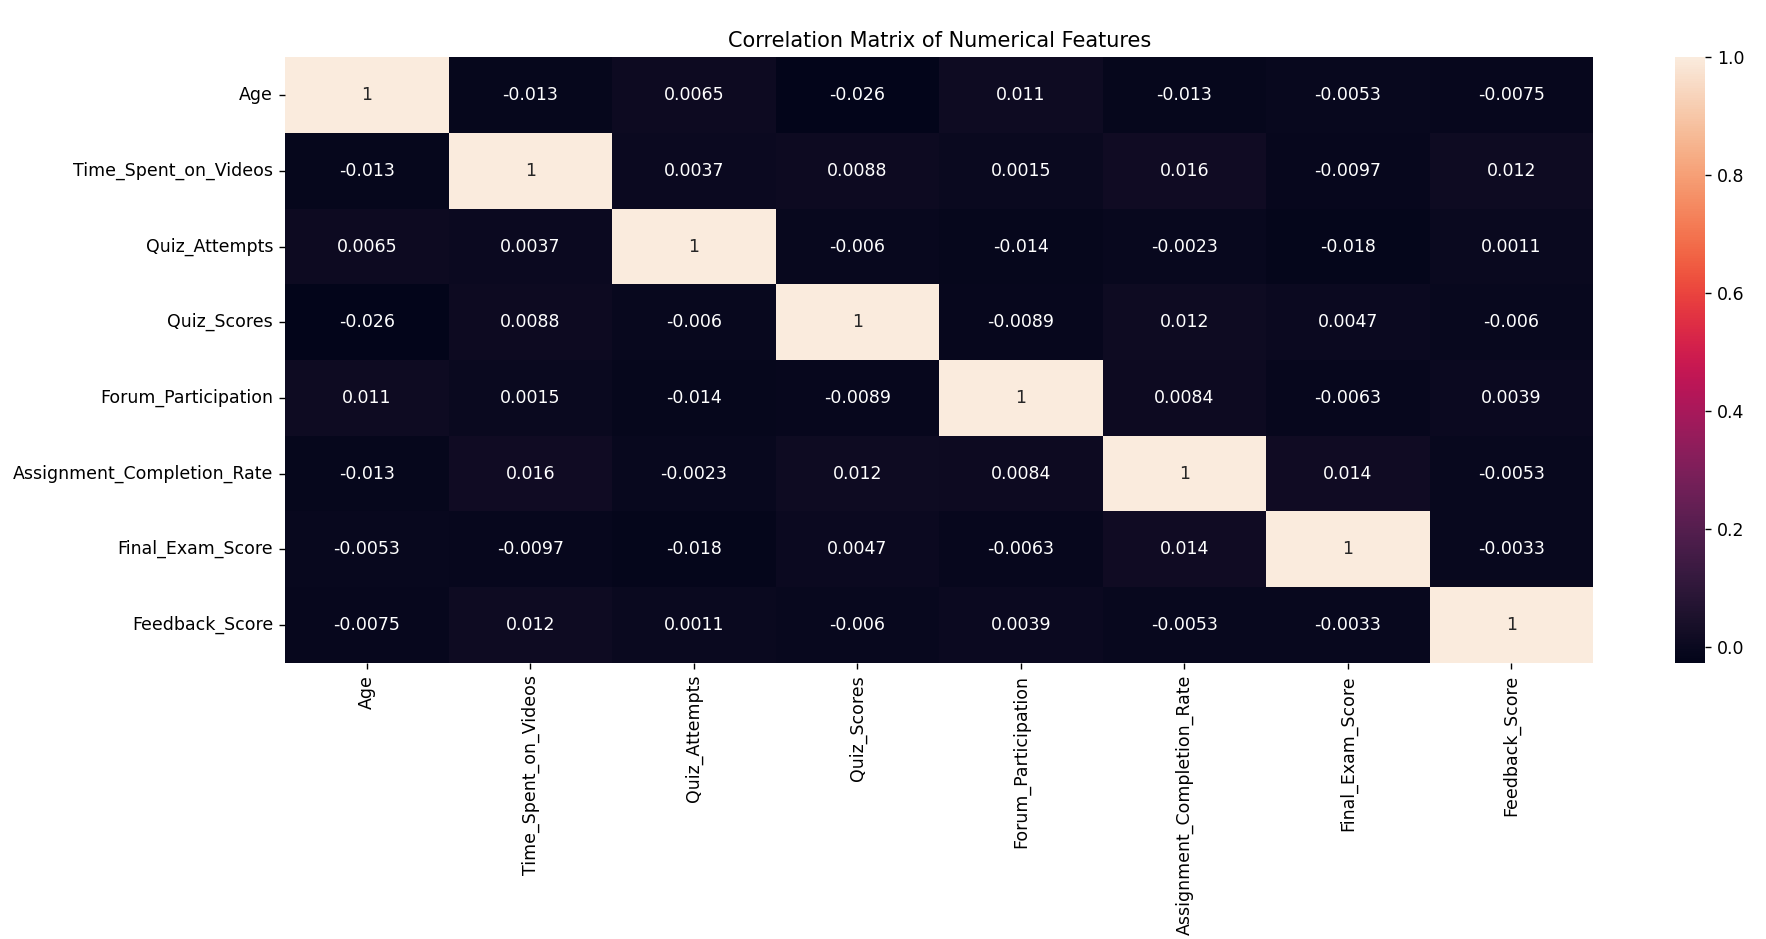 Correlation Matrix of Numerical Features
Age 1 -0.013 0.0065 -0.026 0.011 -0.013 -0.0053 -0.0075
Time_Spent_on_Videos -0.013 1 0.0037 0.0088 0.0015 0.016 -0.0097 0.012
Quiz_Attempts 0.0065 0.0037 1 -0.006 -0.014 -0.0023 -0.018 0.0011
Quiz_Scores -0.026 0.0088 -0.006 1 -0.0089 0.012 0.0047 -0.006
Forum_Participation 0.011 0.0015 -0.014 -0.0089 1 0.0084 -0.0063 0.0039
Assignment_Completion_Rate -0.013 0.016 -0.0023 0.012 0.0084 1 0.014 -0.0053
Final_Exam_Score -0.0053 -0.0097 -0.018 0.0047 -0.0063 0.014 1 -0.0033
Feedback_Score -0.0075 0.012 0.0011 -0.006 0.0039 -0.0053 -0.0033 1
Age
Time_Spent_on_Videos
Quiz_Attempts
Quiz_Scores
Forum_Participation
Assignment_Completion_Rate
Final_Exam_Score
Feedback_Score
1.0
0.8
0.6
0.4
0.2
0.0